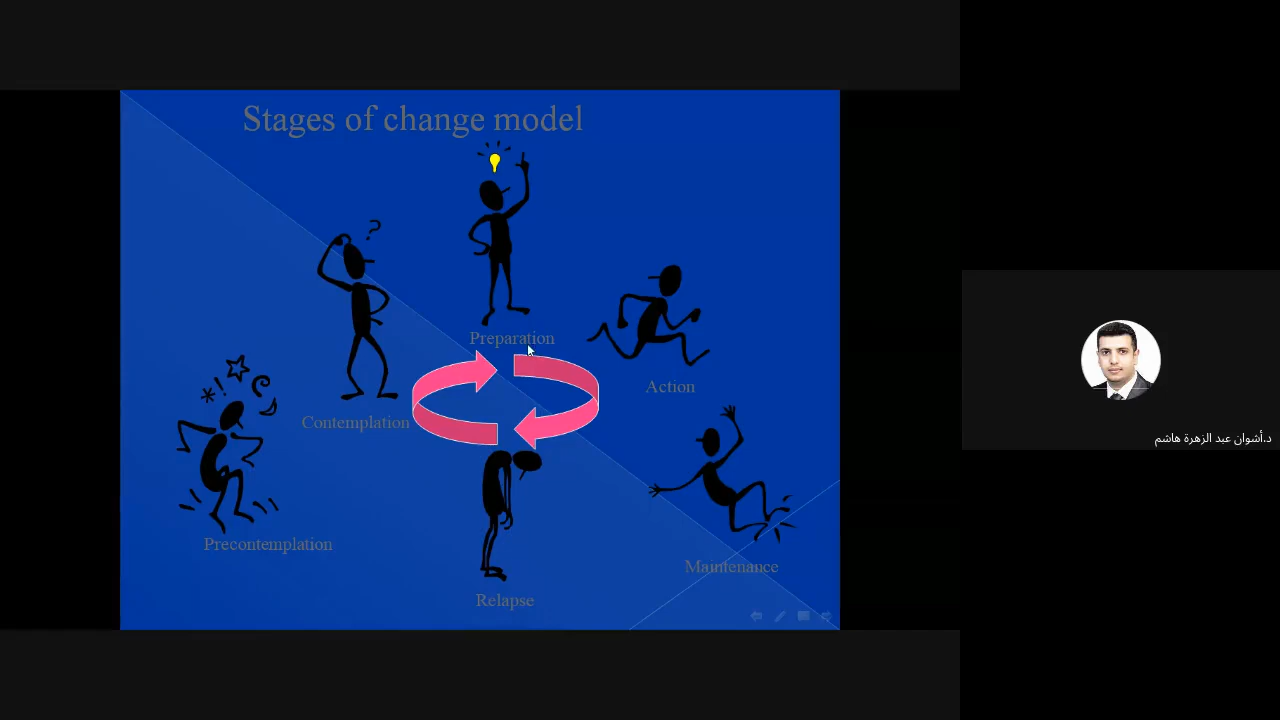 Stages of change model
?
Preparation
Action
Contemplation
*!
Precontemplation
Maintenance
Relapse
د.أشوان عبد الزهرة هاشم